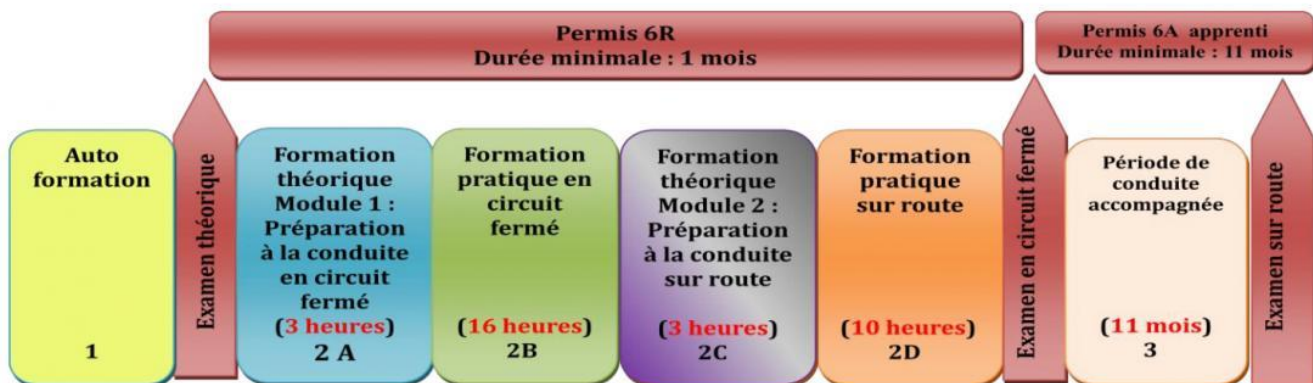 Permis 6R
Durée minimale : 1 mois
Permis 6A apprenti
Durée minimale : 11 mois
Auto
formation
1
Examen théorique
Formation
théorique
Module 1 :
Préparation
à la conduite
en circuit
fermé
(3 heures)
2 A
Formation
pratique en
circuit
fermé
(16 heures)
2B
Formation
théorique
Module 2 :
Préparation
à la conduite
sur route
(3 heures)
2C
Formation
pratique
sur route
(10 heures)
2D
Examen en circuit fermé
Période de
conduite
accompagnée
(11 mois)
3
Examen sur route